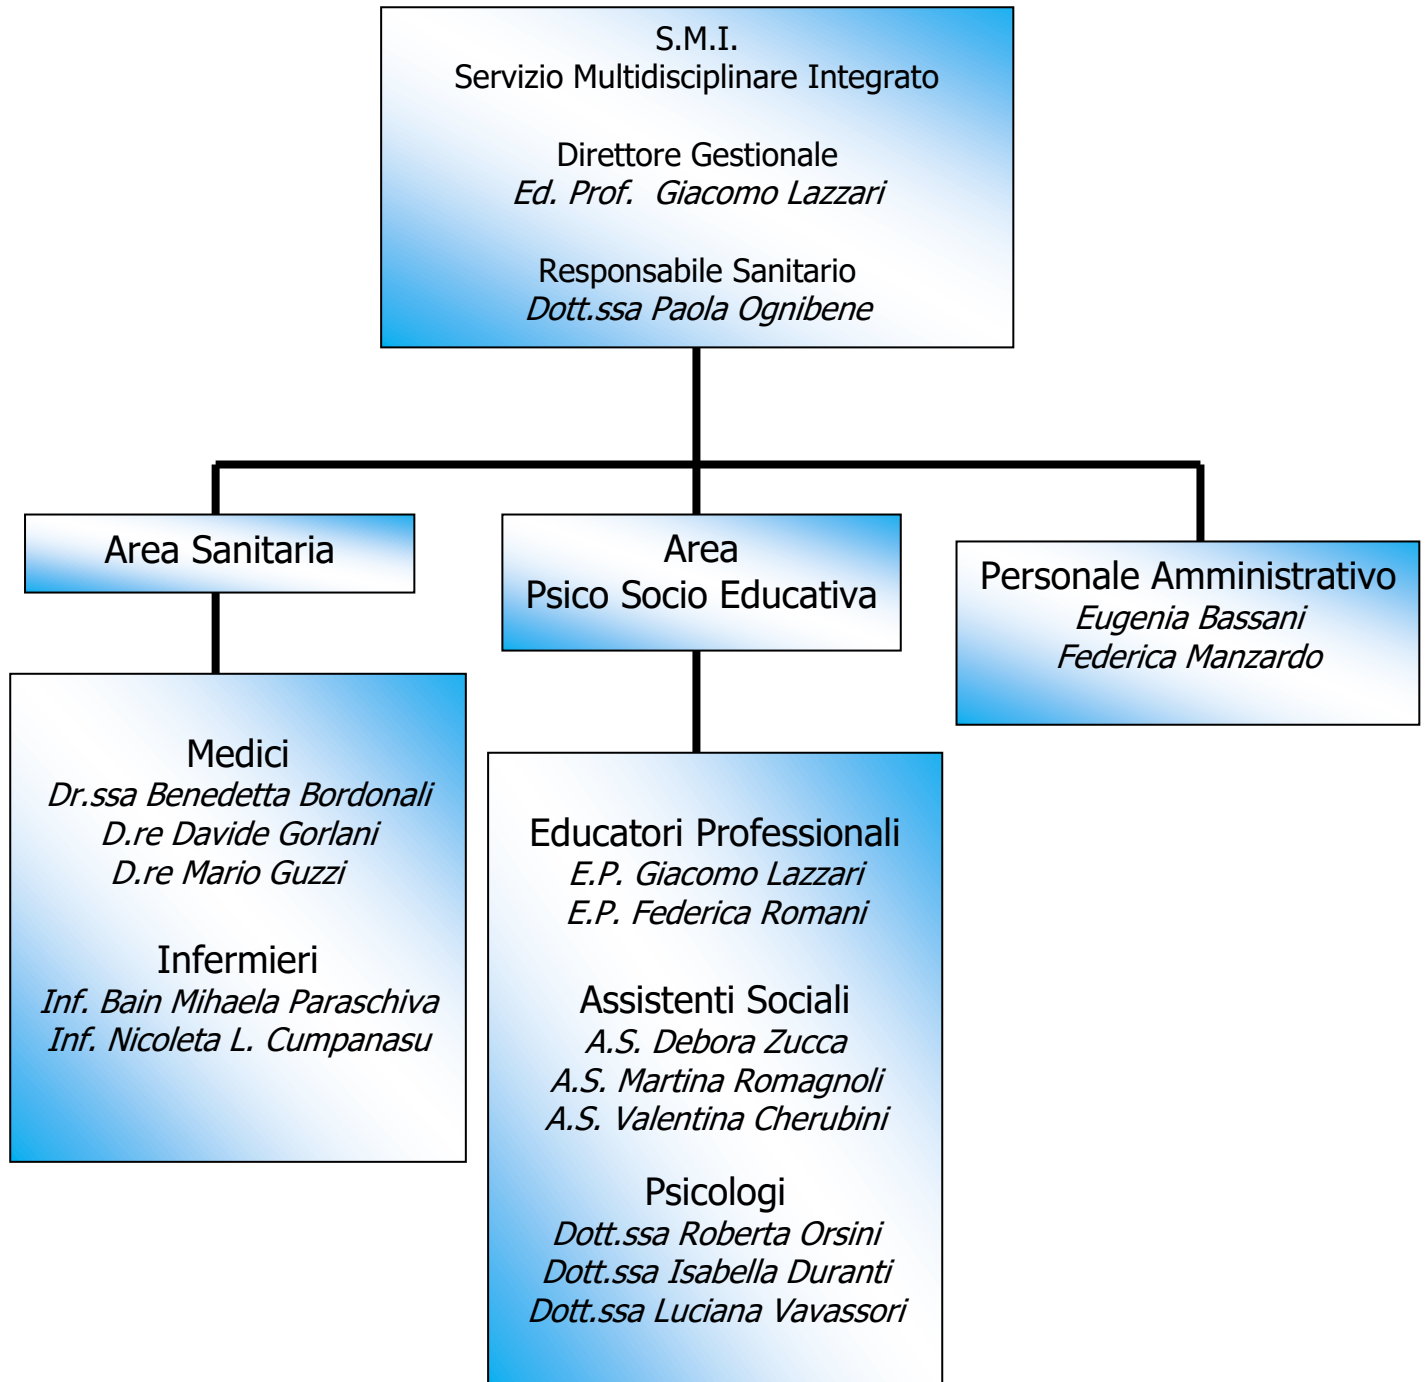 S.M.I.
Servizio Multidisciplinare Integrato
Direttore Gestionale
Ed. Prof. Giacomo Lazzari
Responsabile Sanitario
Dott.ssa Paola Ognibene
Area Sanitaria
Medici
Dr.ssa Benedetta Bordonali
D.re Davide Gorlani
D.re Mario Guzzi
Infermieri
Inf. Bain Mihaela Paraschiva
Inf. Nicoleta L. Cumpanasu
Area
Psico Socio Educativa
Educatori Professionali
E.P. Giacomo Lazzari
E.P. Federica Romani
Assistenti Sociali
A.S. Debora Zucca
A.S. Martina Romagnoli
A.S. Valentina Cherubini
Psicologi
Dott.ssa Roberta Orsini
Dott.ssa Isabella Duranti
Dott.ssa Luciana Vavassori
Personale Amministrativo
Eugenia Bassani
Federica Manzardo